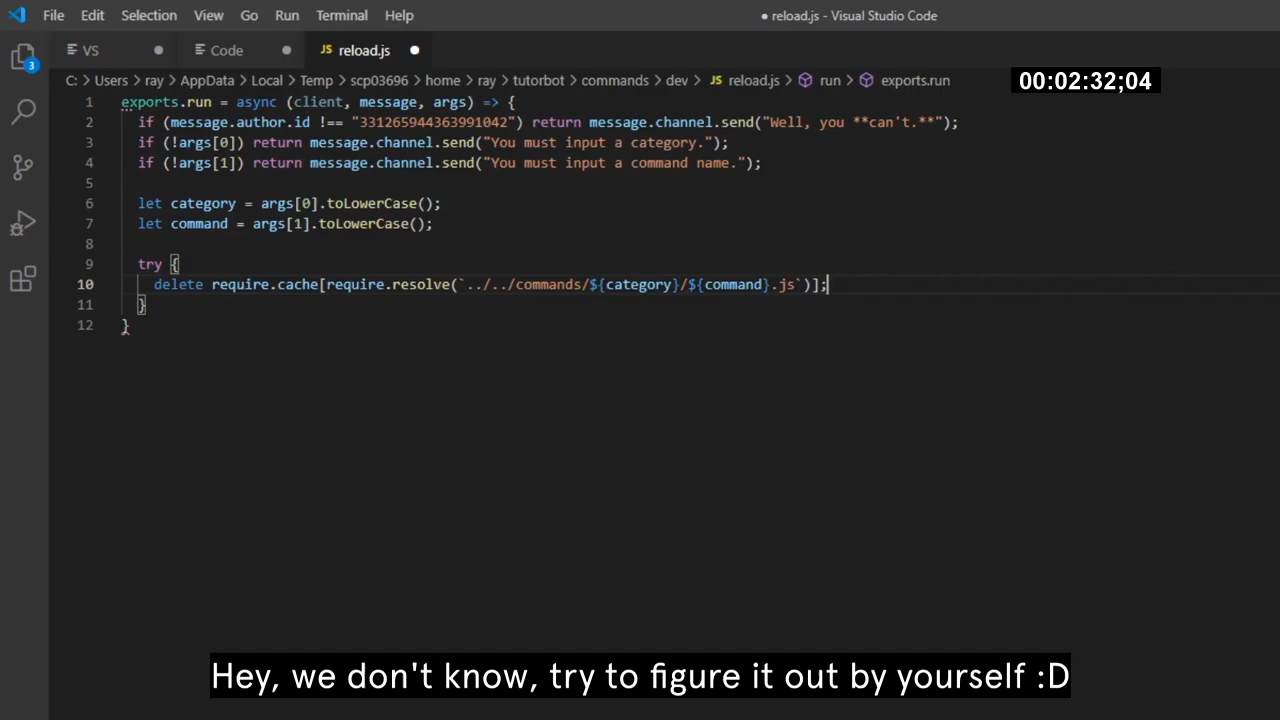 File Edit Selection View Go Run Terminal Help
● reload.js - Visual Studio Code
VS ● Code ● JS reload.js ●
3
C: > Users > ray > AppData > Local > Temp > scp03696 > home > ray > tutorbot > commands > dev > JS reload.js > run > exports.run
00:02:32;04
1 exports.run = async (client, message, args) => {
2 if (message.author.id !== "331265944363991042") return message.channel.send("Well, you **can't.**");
3 if (!args[0]) return message.channel.send("You must input a category.");
4 if (!args[1]) return message.channel.send("You must input a command name.");
5
6 let category = args[0].toLowerCase();
7 let command = args[1].toLowerCase();
8
9 try {
10 delete require.cache[require.resolve(`../../commands/${category}/${command}.js`)];
11 }
12 }
Hey, we don't know, try to figure it out by yourself :D